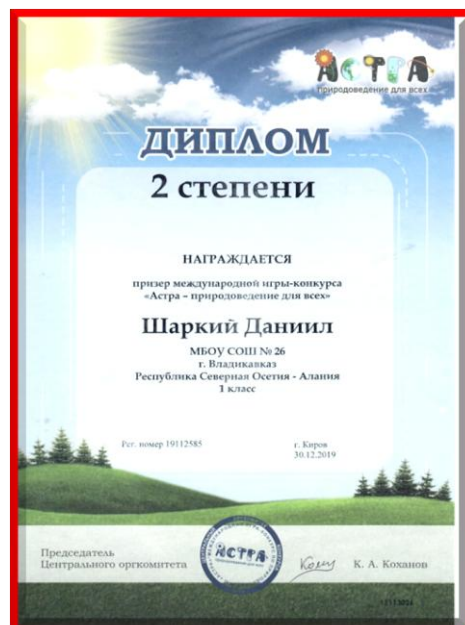 АСТРА
Природоведение для всех
ДИПЛОМ
2 степени
НАГРАЖДАЕТСЯ
призер международной игры-конкурса
«Астра – природоведение для всех»
Шаркий Даниил
МБОУ СОШ № 26
г. Владикавказ
Республика Северная Осетия - Алания
1 класс
Рег. номер 19112585
г. Киров
30.12.2019
Председатель
Центрального оргкомитета
АСТРА
К. А. Коханов